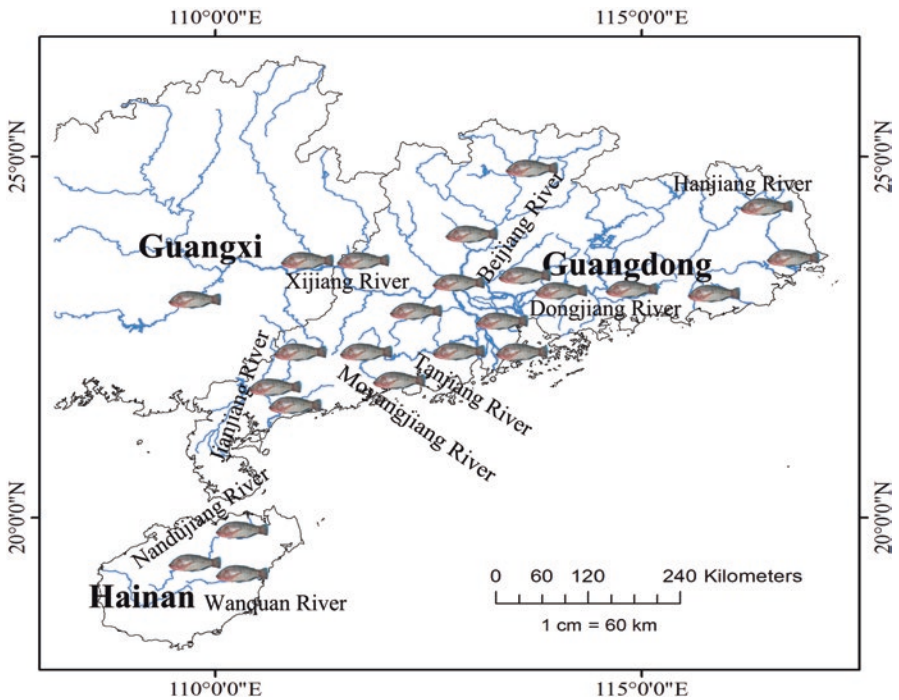 110°0'0"E 115°0'0"E
25°0'0"N 25°0'0"N
Hanjiang River
Beijiang River
Guangxi Guangdong
Xijiang River
Dongjiang River
Jianjiang River
Tanjiang River
Moyangjiang River
20°0'0"N 20°0'0"N
Nandujiang River
0 60 120 240 Kilometers
Hainan Wanquan River
1 cm = 60 km
110°0'0"E 115°0'0"E